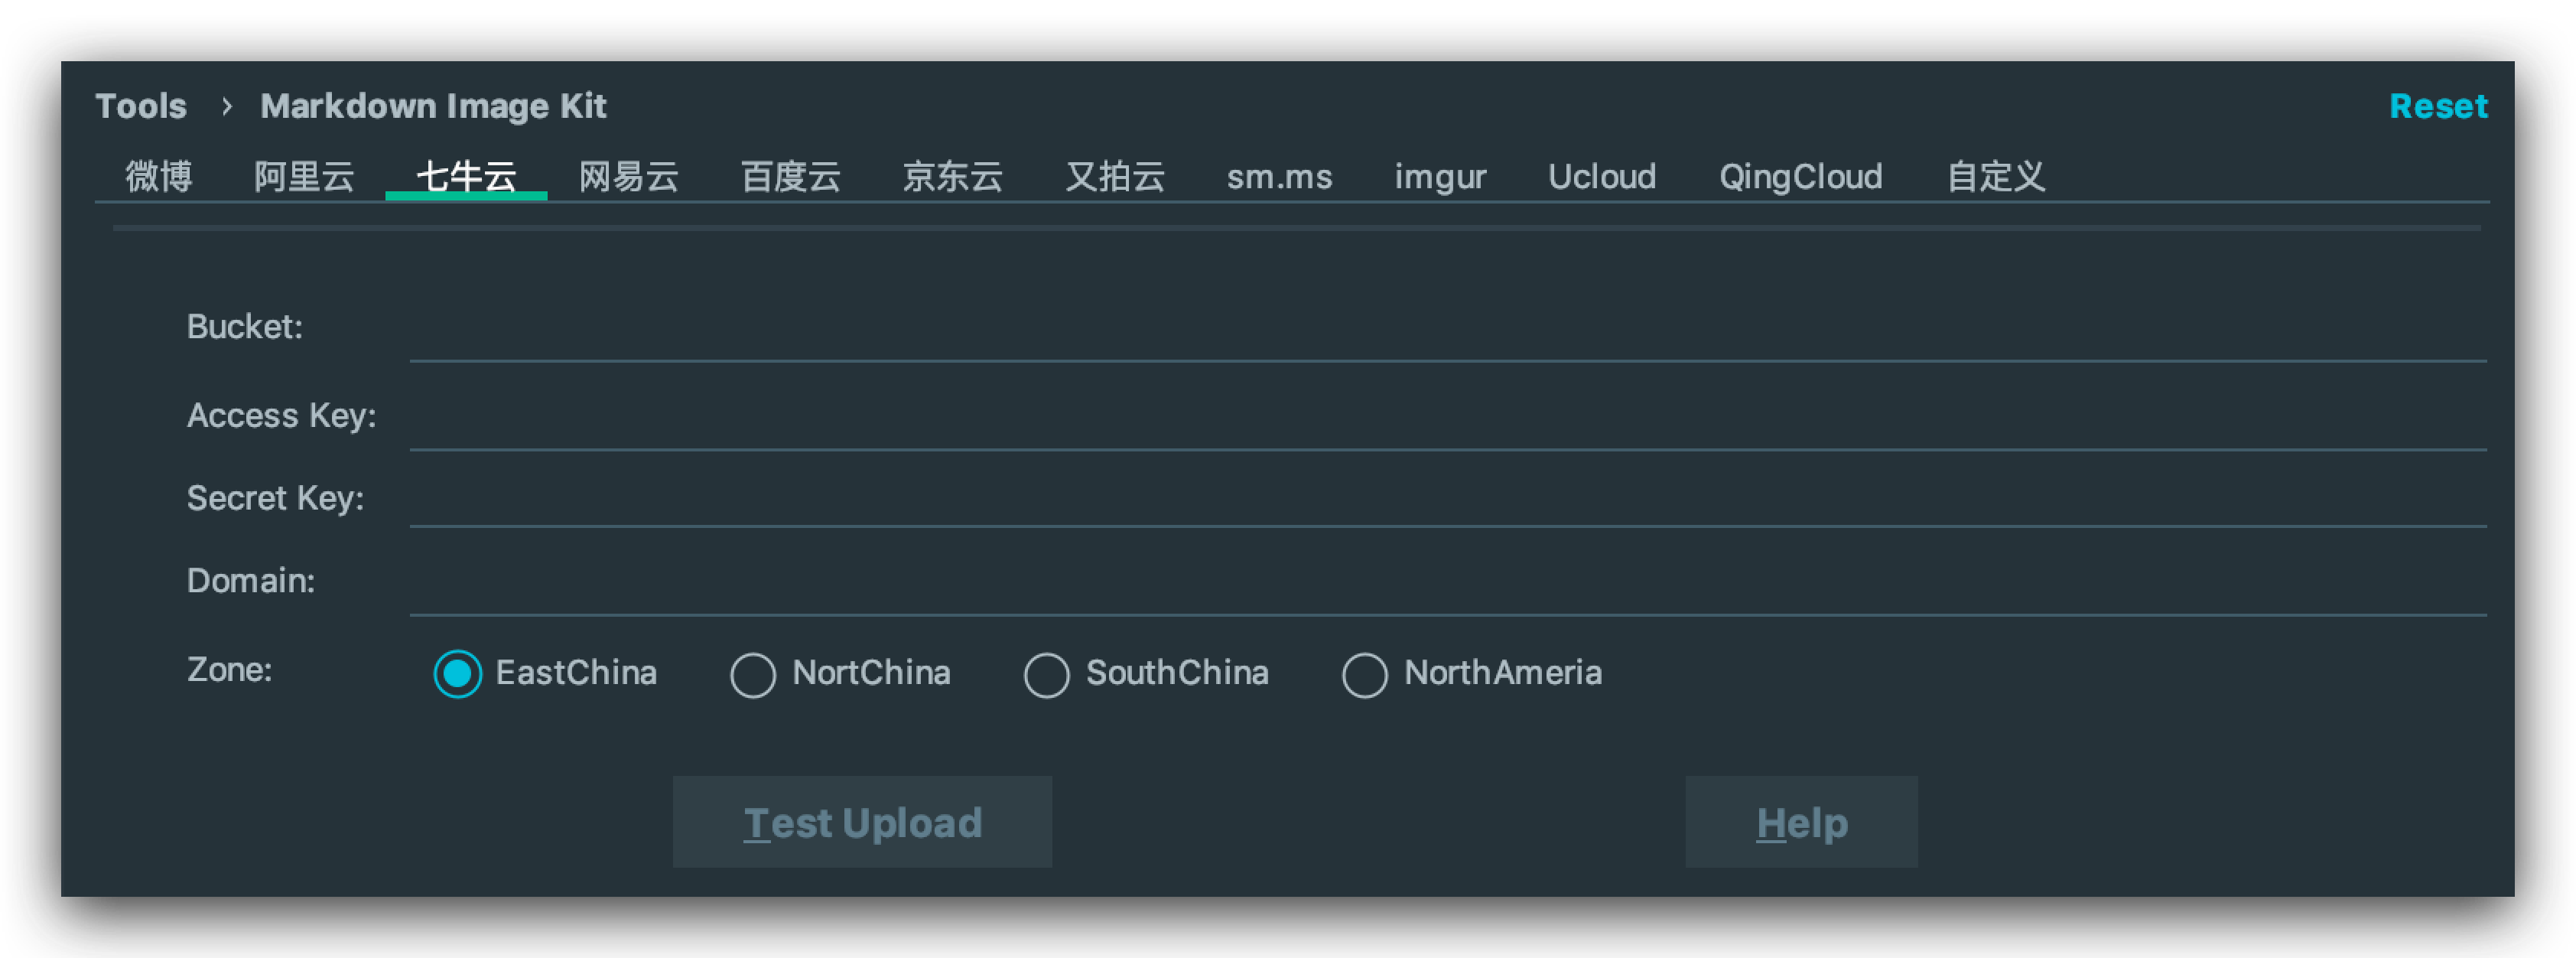 Tools › Markdown Image Kit Reset
微博 阿里云 七牛云 网易云 百度云 京东云 又拍云 sm.ms imgur Ucloud QingCloud 自定义
Bucket:
Access Key:
Secret Key:
Domain:
Zone: EastChina NortChina SouthChina NorthAmeria
Test Upload Help